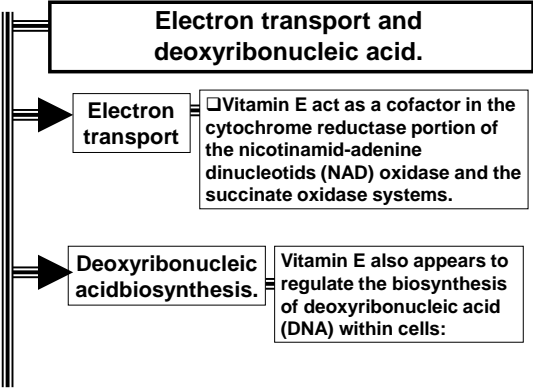 Electron transport and
deoxyribonucleic acid.
Electron
transport
❑Vitamin E act as a cofactor in the
cytochrome reductase portion of
the nicotinamid-adenine
dinucleotids (NAD) oxidase and the
succinate oxidase systems.
Deoxyribonucleic
acidbiosynthesis.
Vitamin E also appears to
regulate the biosynthesis
of deoxyribonucleic acid
(DNA) within cells: